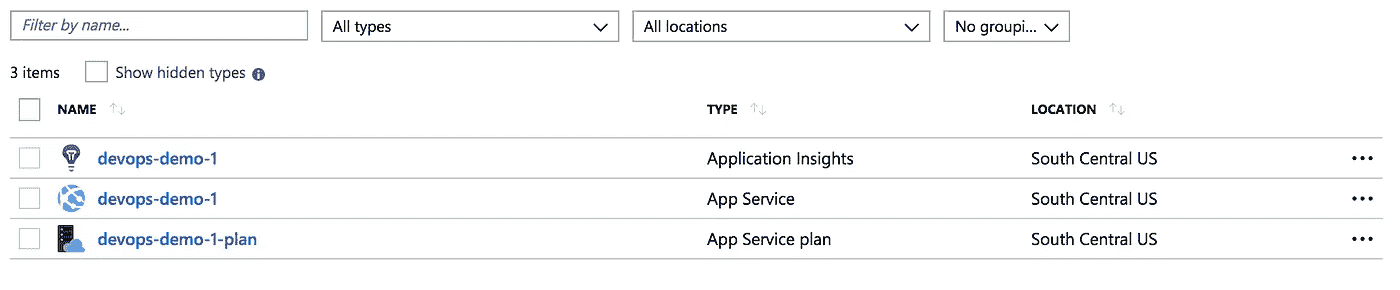 Filter by name... All types All locations No groupi...
3 items Show hidden types
NAME TYPE LOCATION
devops-demo-1 Application Insights South Central US
devops-demo-1 App Service South Central US
devops-demo-1-plan App Service plan South Central US